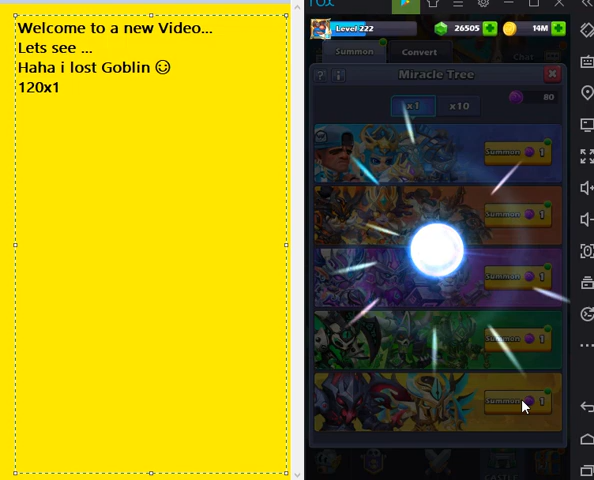 Welcome to a new Video...
Lets see ...
Haha i lost Goblin ☺
120x1
Level 222
26505
14M
Summon
Convert
Chat
Miracle Tree
x1
x10
80
Summon 1
Summon 1
Summon 1
Summon 1
Summon 1